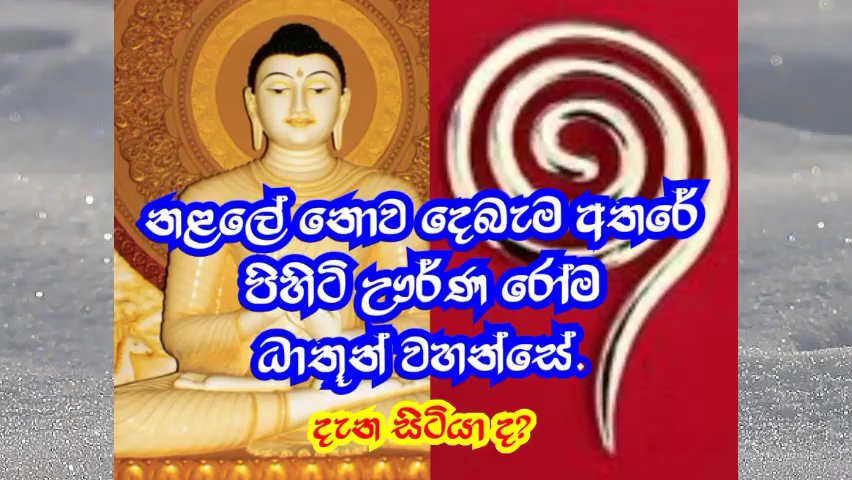 නළලේ නොව දෙබැම අතරේ
පිහිටි ඌර්ණ රෝම
ධාතූන් වහන්සේ.
දැන සිටියා ද?